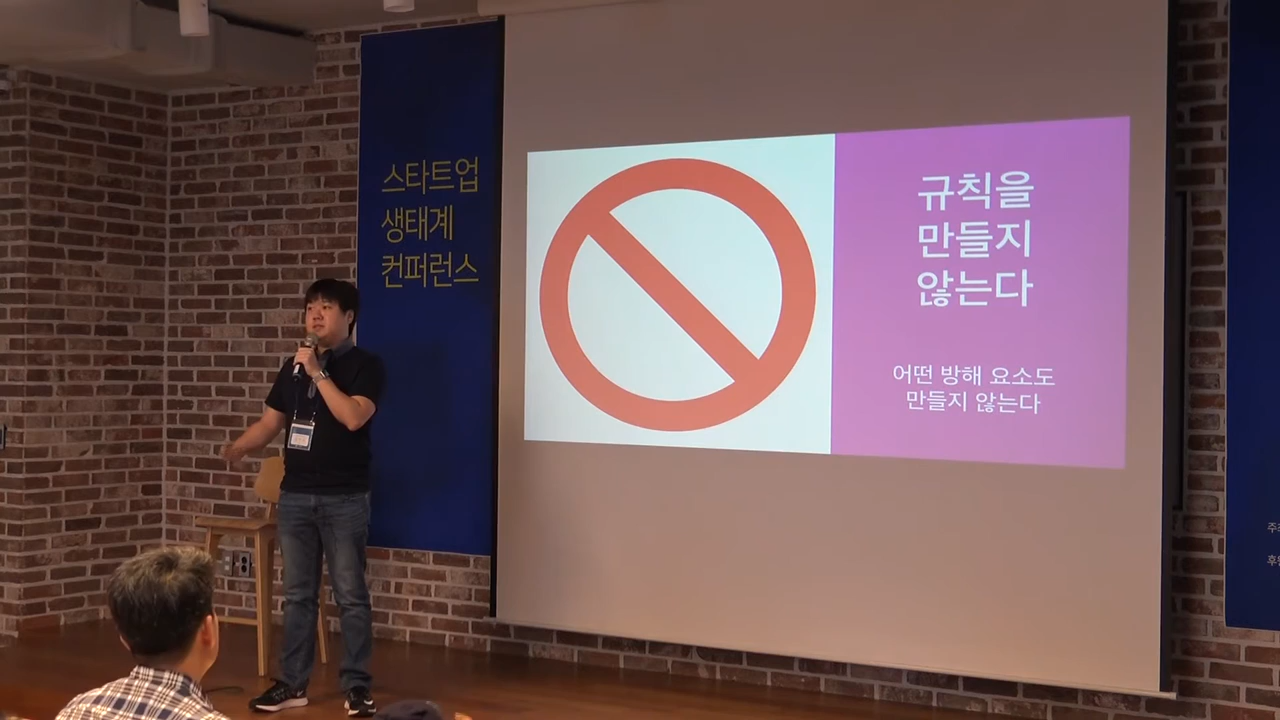 스타트업
생태계
컨퍼런스
규칙을
만들지
않는다
어떤 방해 요소도
만들지 않는다